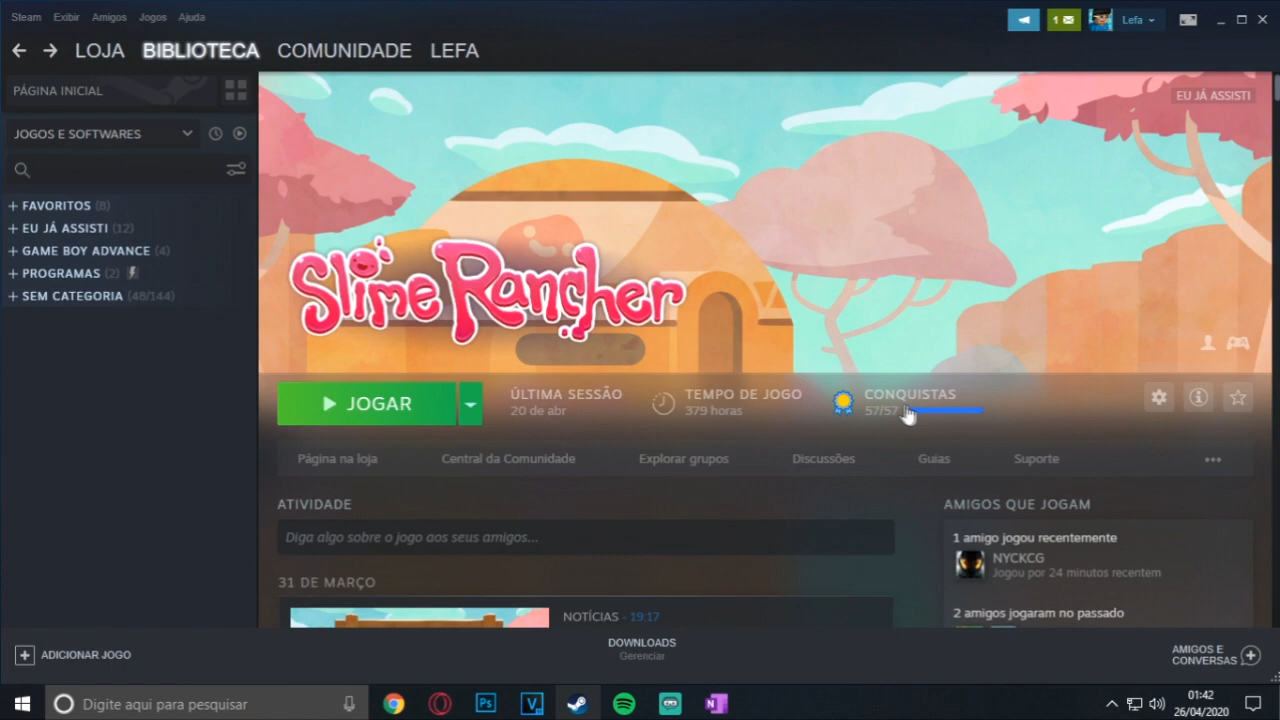 Steam Exibir Amigos Jogos Ajuda
1 Lefa
LOJA BIBLIOTECA COMUNIDADE LEFA
PÁGINA INICIAL
JOGOS E SOFTWARES
+ FAVORITOS (8)
+ EU JÁ ASSISTI (12)
+ GAME BOY ADVANCE (4)
+ PROGRAMAS (2)
+ SEM CATEGORIA (48/144)
EU JÁ ASSISTI
Slime Rancher
JOGAR
ÚLTIMA SESSÃO
20 de abr
TEMPO DE JOGO
379 horas
CONQUISTAS
57/57
Página na loja Central da Comunidade Explorar grupos Discussões Guias Suporte •••
ATIVIDADE
Diga algo sobre o jogo aos seus amigos...
31 DE MARÇO
NOTÍCIAS - 19:17
AMIGOS QUE JOGAM
1 amigo jogou recentemente
NYCKCG
Jogou por 24 minutos recentem
2 amigos jogaram no passado
ADICIONAR JOGO
DOWNLOADS
Gerenciar
AMIGOS E
CONVERSAS
Digite aqui para pesquisar
Ps
V
N
01:42
26/04/2020